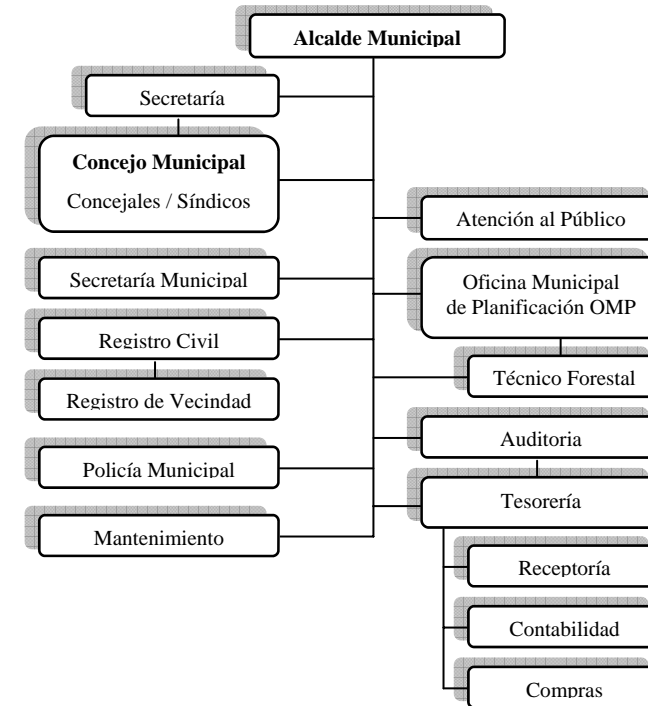 Alcalde Municipal
Secretaría
Concejo Municipal
Concejales / Síndicos
Atención al Público
Secretaría Municipal
Oficina Municipal
de Planificación OMP
Registro Civil
Técnico Forestal
Registro de Vecindad
Auditoria
Policía Municipal
Tesorería
Mantenimiento
Receptoría
Contabilidad
Compras